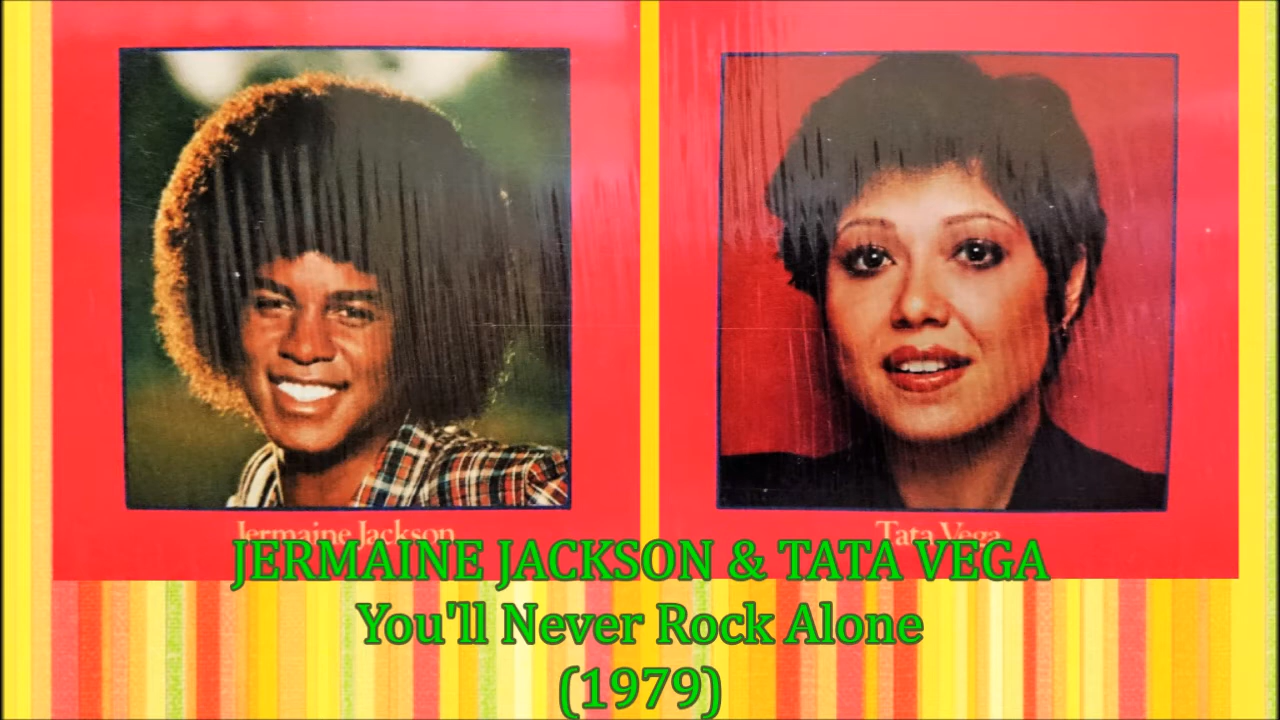 Jermaine Jackson
Tata Vega
JERMAINE JACKSON & TATA VEGA
You'll Never Rock Alone
(1979)